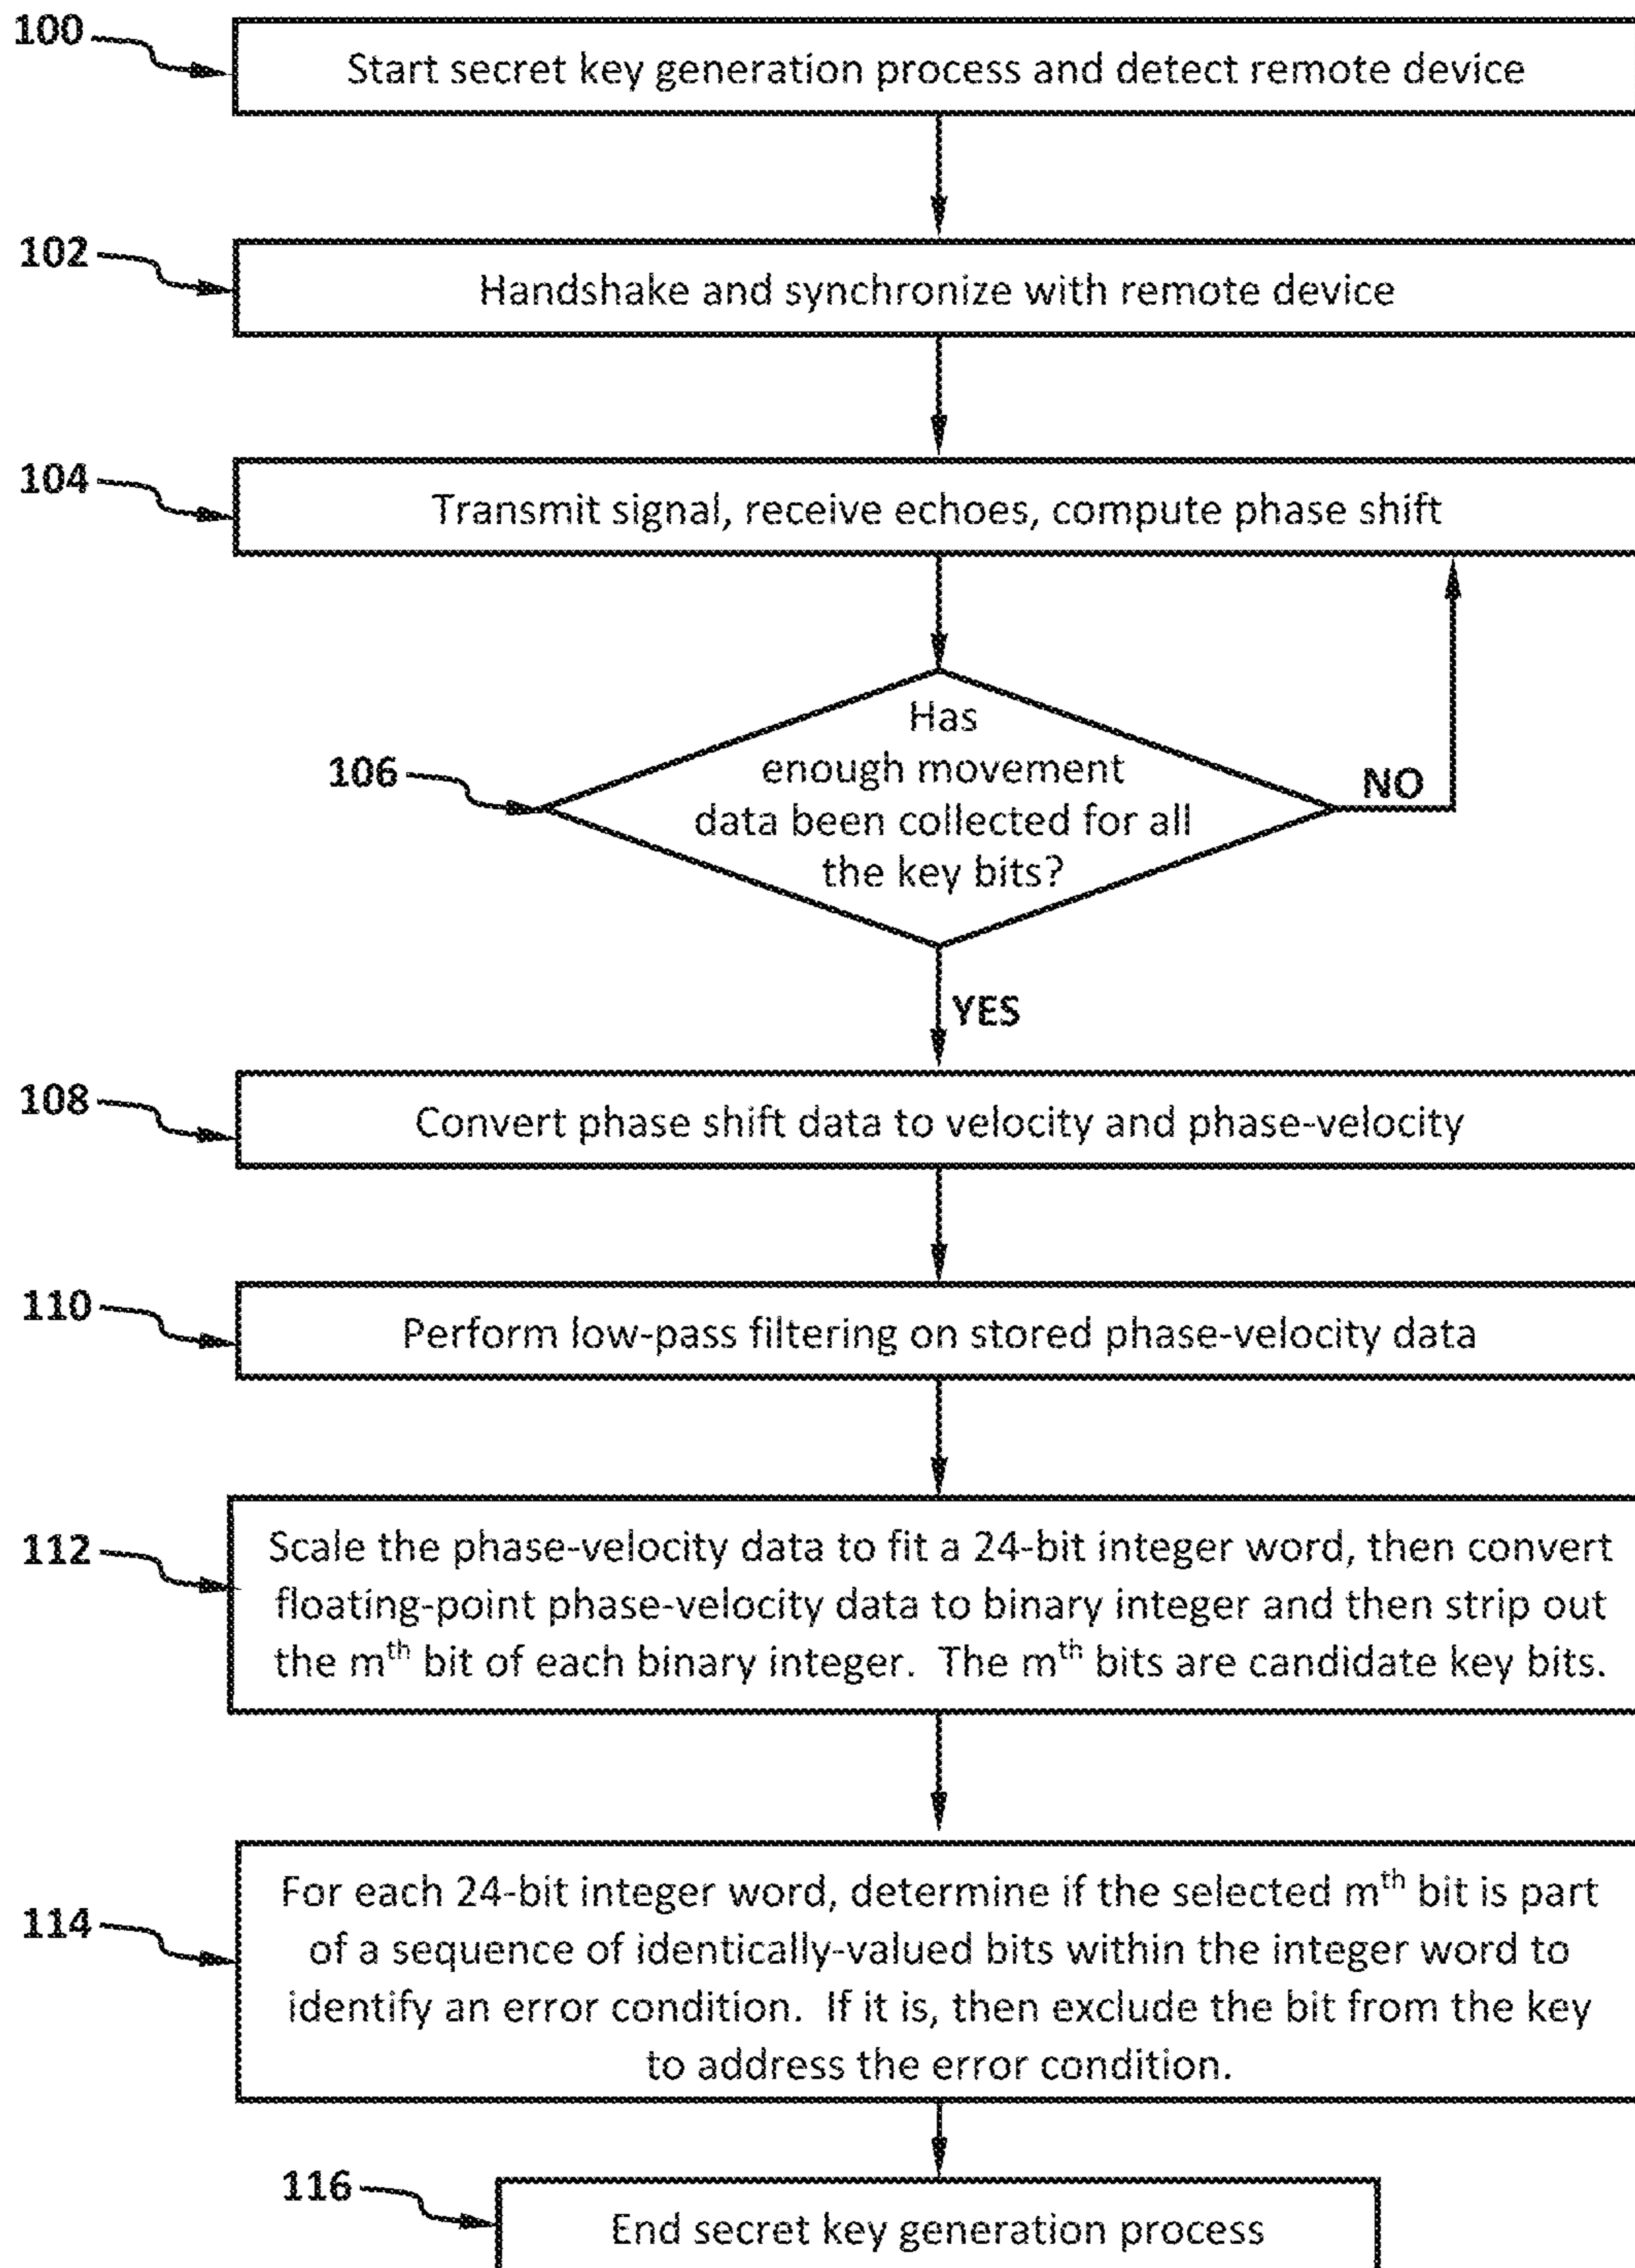 100
Start secret key generation process and detect remote device
102
Handshake and synchronize with remote device
104
Transmit signal, receive echoes, compute phase shift
106
Has
enough movement
data been collected for all
the key bits?
NO
YES
108
Convert phase shift data to velocity and phase-velocity
110
Perform low-pass filtering on stored phase-velocity data
112
Scale the phase-velocity data to fit a 24-bit integer word, then convert
floating-point phase-velocity data to binary integer and then strip out
the mth bit of each binary integer. The mth bits are candidate key bits.
114
For each 24-bit integer word, determine if the selected mth bit is part
of a sequence of identically-valued bits within the integer word to
identify an error condition. If it is, then exclude the bit from the key
to address the error condition.
116
End secret key generation process